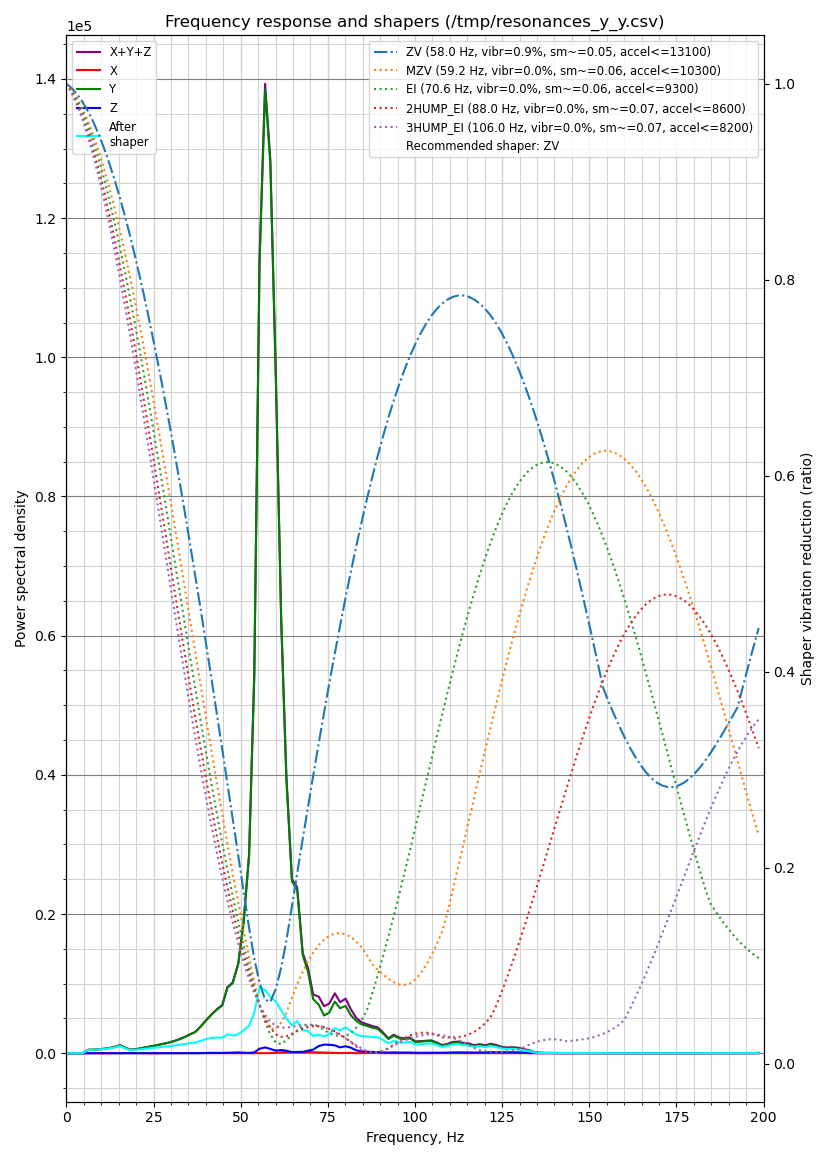 Frequency response and shapers (/tmp/resonances_y_y.csv)
1e5
X+Y+Z
X
Y
Z
After
shaper
ZV (58.0 Hz, vibr=0.9%, sm~=0.05, accel<=13100)
MZV (59.2 Hz, vibr=0.0%, sm~=0.06, accel<=10300)
EI (70.6 Hz, vibr=0.0%, sm~=0.06, accel<=9300)
2HUMP_EI (88.0 Hz, vibr=0.0%, sm~=0.07, accel<=8600)
3HUMP_EI (106.0 Hz, vibr=0.0%, sm~=0.07, accel<=8200)
Recommended shaper: ZV
1.4
1.2
1.0
0.8
0.6
0.4
0.2
0.0
Power spectral density
1.0
0.8
0.6
0.4
0.2
0.0
Shaper vibration reduction (ratio)
0 25 50 75 100 125 150 175 200
Frequency, Hz